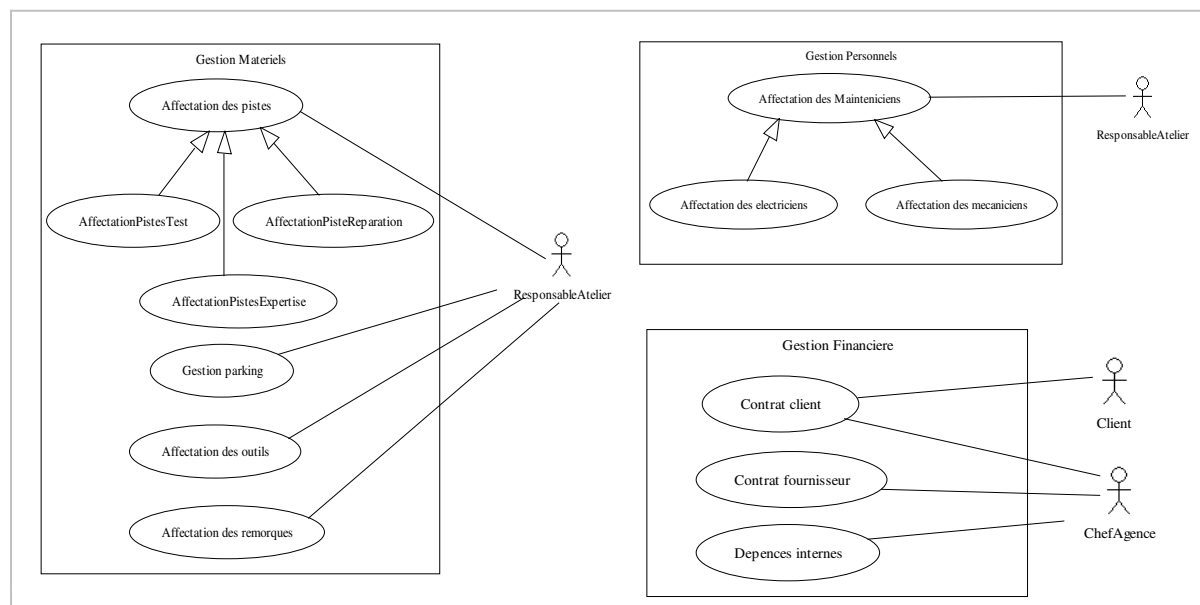 Gestion Materiels
Affectation des pistes
AffectationPistesTest
AffectationPisteReparation
AffectationPistesExpertise
Gestion parking
Affectation des outils
Affectation des remorques
ResponsableAtelier
Gestion Personnels
Affectation des Mainteniciens
Affectation des electriciens
Affectation des mecaniciens
ResponsableAtelier
Gestion Financiere
Contrat client
Contrat fournisseur
Depences internes
Client
ChefAgence